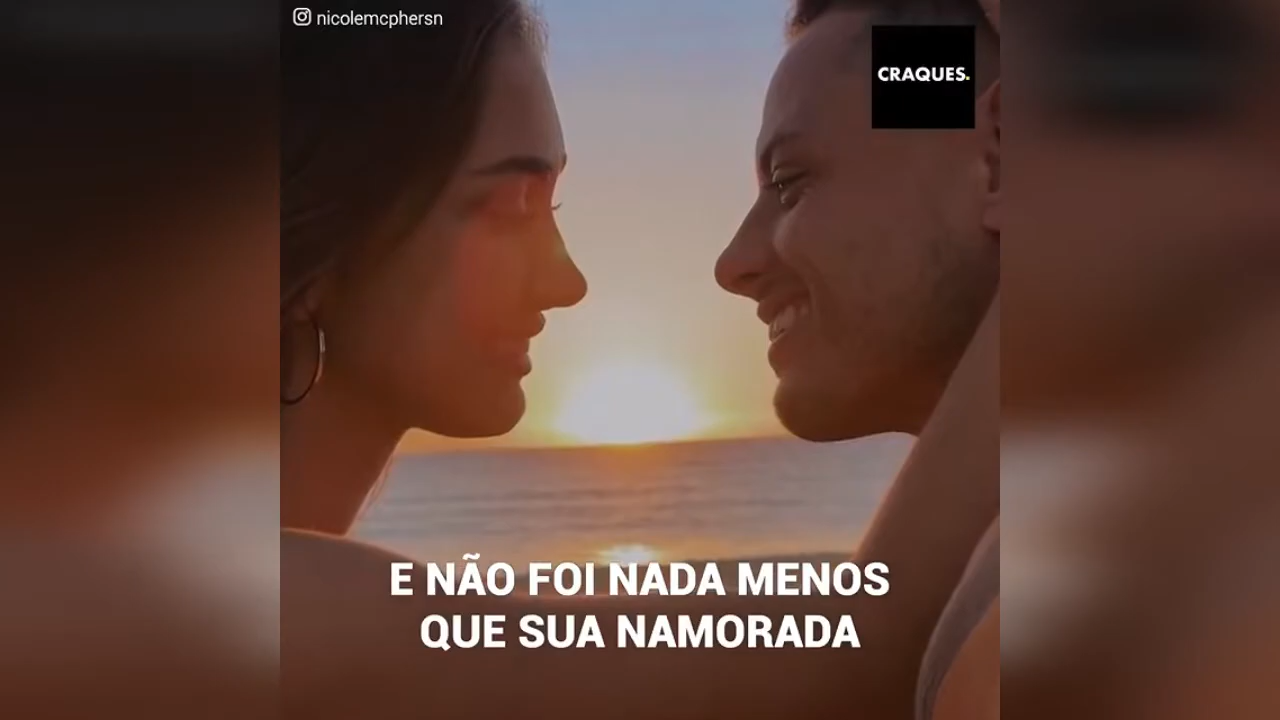 nicolemcphersn
CRAQUES.
E NÃO FOI NADA MENOS
QUE SUA NAMORADA